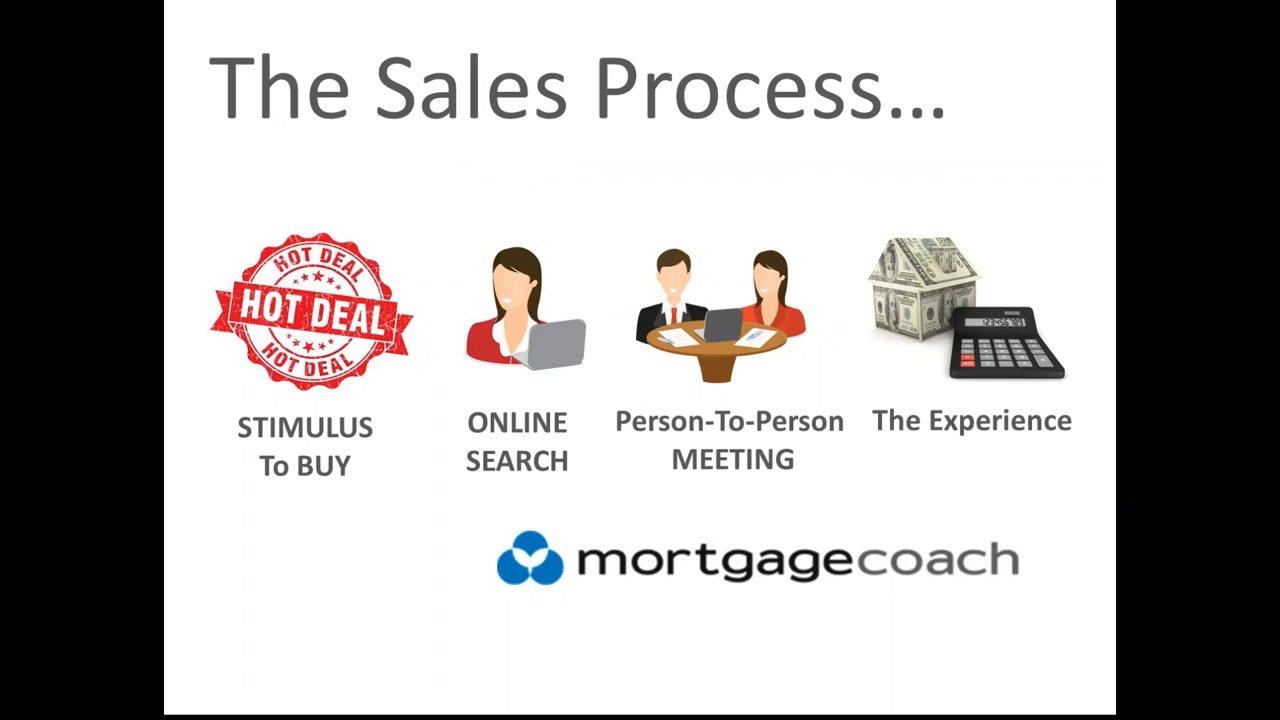 The Sales Process...
HOT DEAL
HOT DEAL
HOT DEAL
STIMULUS
To BUY
ONLINE
SEARCH
Person-To-Person
MEETING
The Experience
mortgagecoach